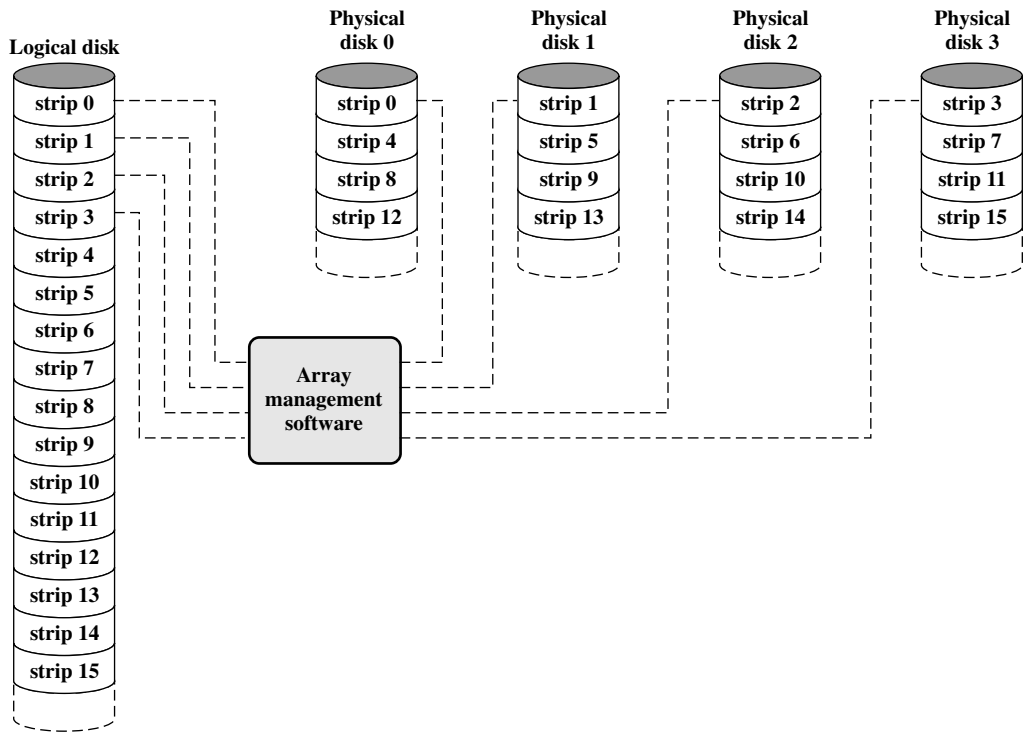 Logical disk
strip 0
strip 1
strip 2
strip 3
strip 4
strip 5
strip 6
strip 7
strip 8
strip 9
strip 10
strip 11
strip 12
strip 13
strip 14
strip 15
Physical
disk 0
strip 0
strip 4
strip 8
strip 12
Physical
disk 1
strip 1
strip 5
strip 9
strip 13
Physical
disk 2
strip 2
strip 6
strip 10
strip 14
Physical
disk 3
strip 3
strip 7
strip 11
strip 15
Array
management
software